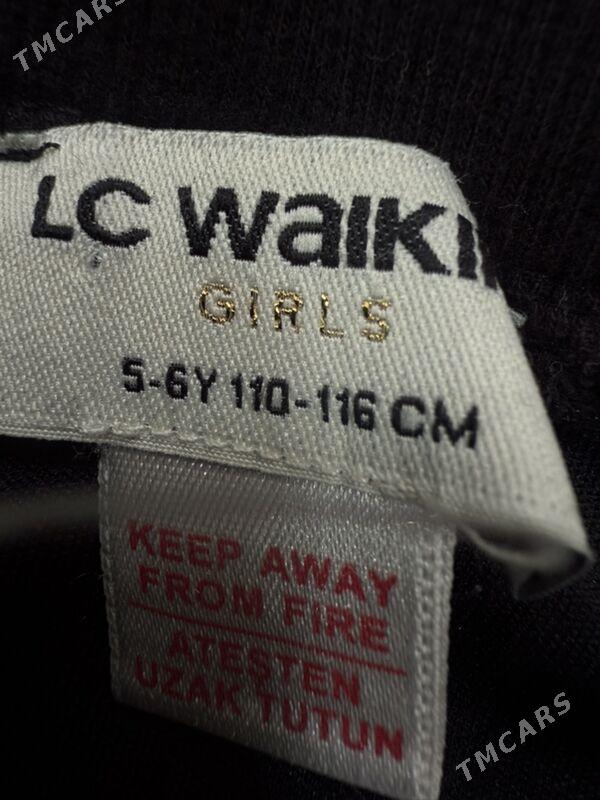 TMCARS
LC WAIKI
GIRLS
5-6Y 110-116 CM
KEEP AWAY
FROM FIRE
ATEŞTEN
UZAK TUTUN
TMCARS